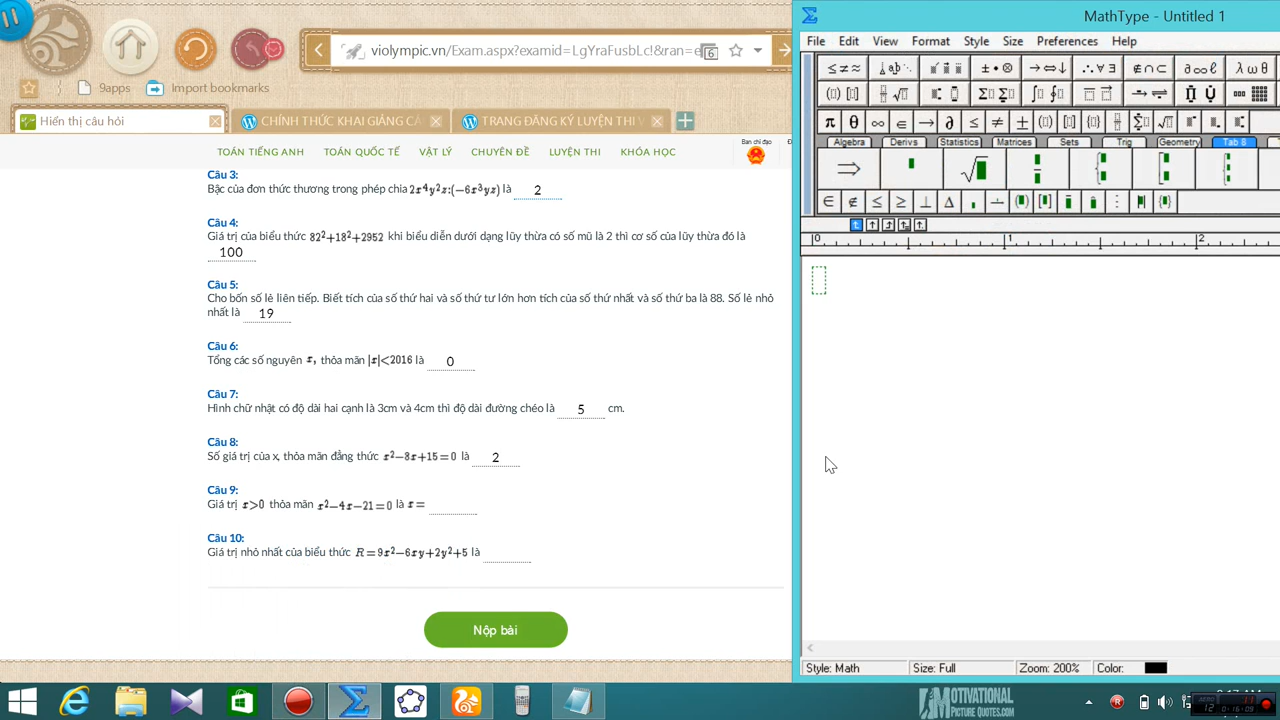 MathType - Untitled 1
violympic.vn/Exam.aspx?examid=LgYraFusbLc!&ran=e
6
File Edit View Format Style Size Preferences Help
9apps Import bookmarks
Hiển thị câu hỏi
CHÍNH THỨC KHAI GIẢNG CÁ
TRANG ĐĂNG KÝ LUYỆN THI V
Algebra Derivs Statistics Matrices Trig Sets Geometry Tab 8
TOÁN TIẾNG ANH TOÁN QUỐC TẾ VẬT LÝ CHUYÊN ĐỀ LUYỆN THI KHÓA HỌC
Ban chỉ đạo
0 1 2
Câu 3:
Bậc của đơn thức thương trong phép chia 2x⁴y²z:(−6x³yz) là 2
Câu 4:
Giá trị của biểu thức 82²+18²+2952 khi biểu diễn dưới dạng lũy thừa có số mũ là 2 thì cơ số của lũy thừa đó là
100
Câu 5:
Cho bốn số lẻ liên tiếp. Biết tích của số thứ hai và số thứ tư lớn hơn tích của số thứ nhất và số thứ ba là 88. Số lẻ nhỏ
nhất là 19
Câu 6:
Tổng các số nguyên x, thỏa mãn |x|<2016 là 0
Câu 7:
Hình chữ nhật có độ dài hai cạnh là 3cm và 4cm thì độ dài đường chéo là 5 cm.
Câu 8:
Số giá trị của x, thỏa mãn đẳng thức x²−8x+15=0 là 2
Câu 9:
Giá trị x>0 thỏa mãn x²−4x−21=0 là x=
Câu 10:
Giá trị nhỏ nhất của biểu thức R=9x²−6xy+2y²+5 là
Nộp bài
Style: Math Size: Full Zoom: 200% Color:
MOTIVATIONAL
PICTURE QUOTES.com